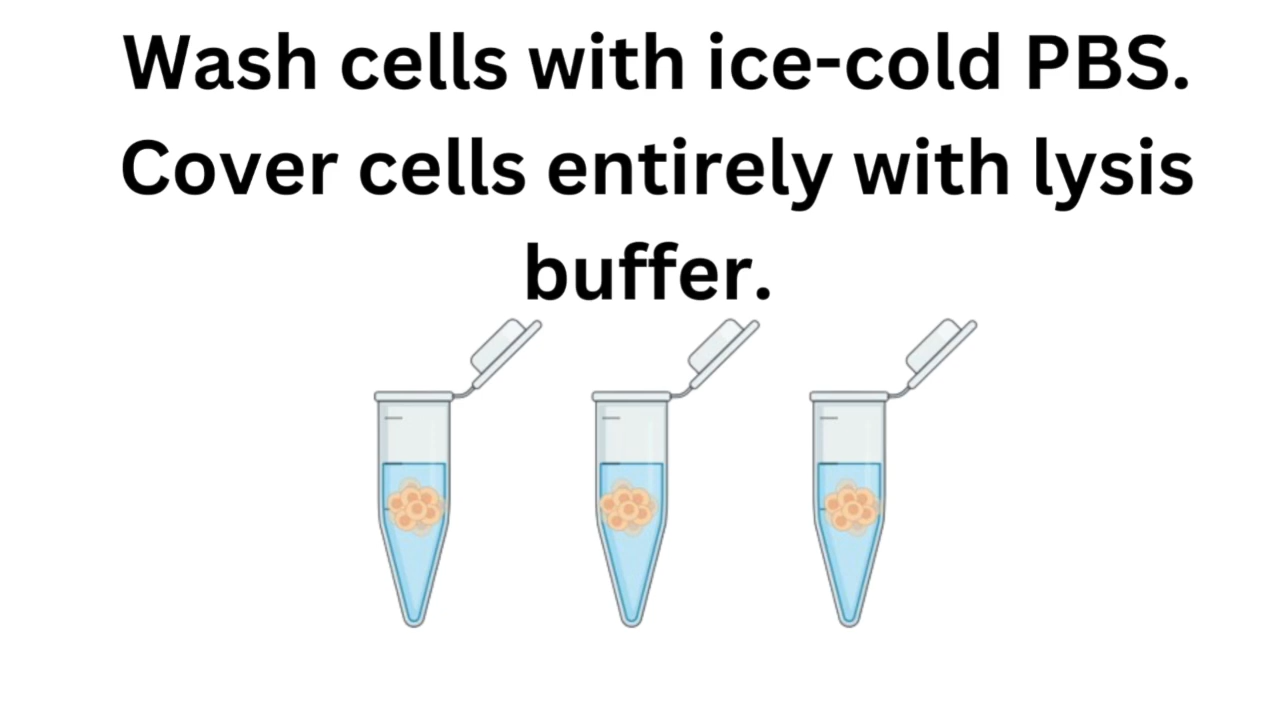 Wash cells with ice-cold PBS.
Cover cells entirely with lysis
buffer.